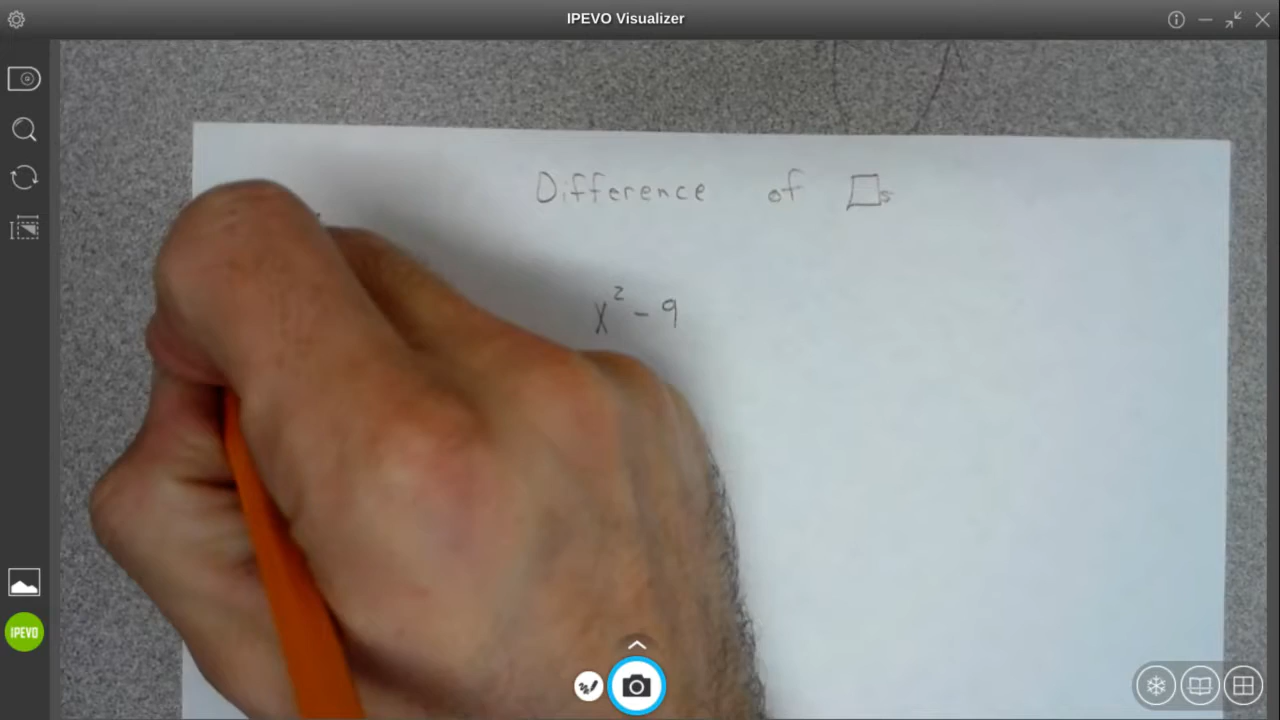 IPEVO Visualizer
Difference of □s
x² - 9
IPEVO